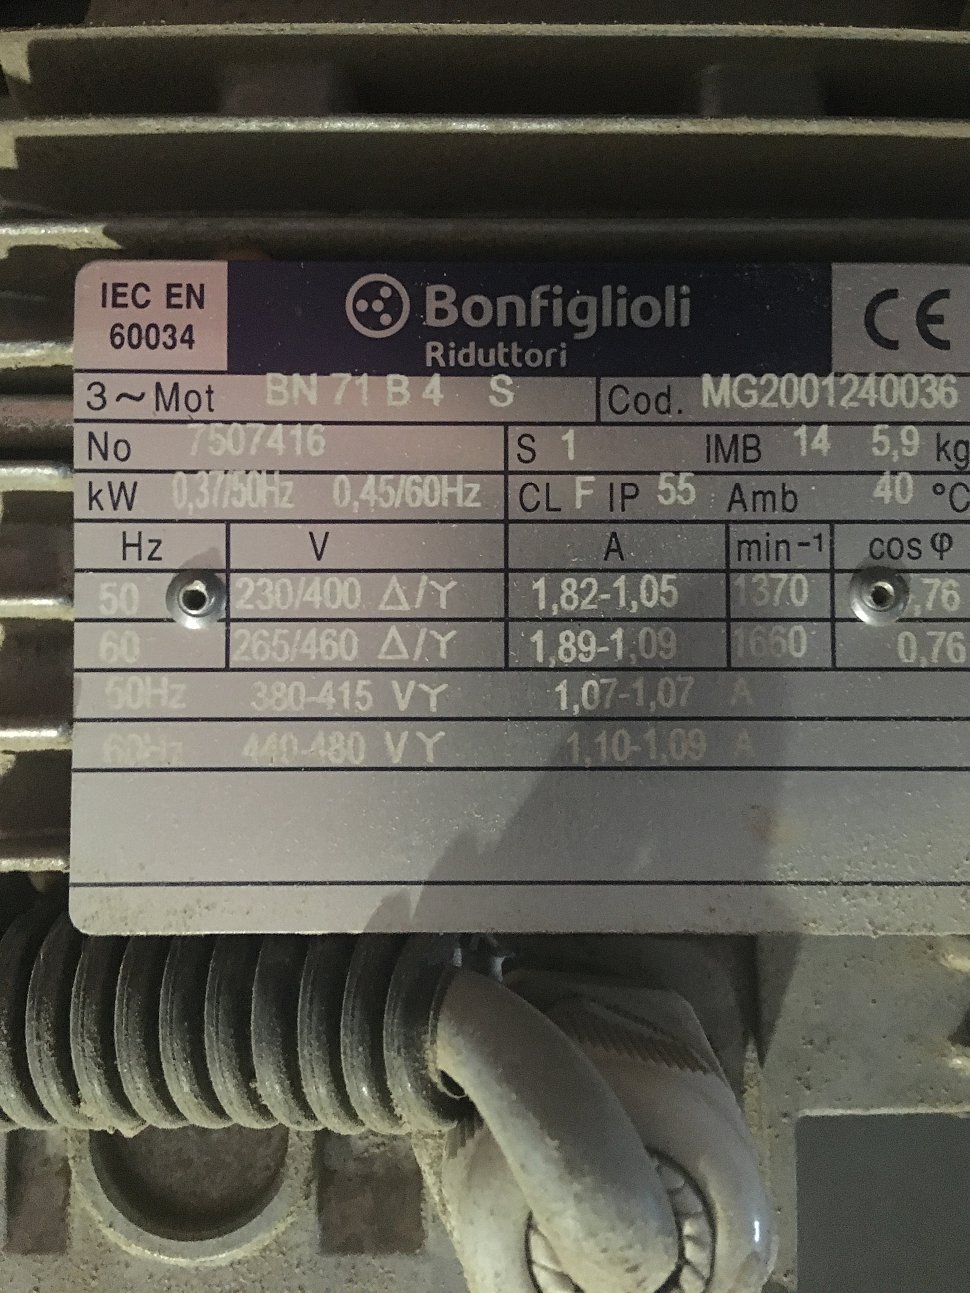 IEC EN
60034
Bonfiglioli
Riduttori
CE
3~Mot BN 71 B 4 S Cod. MG2001240036
No 7507416 S 1 IMB 14 5,9 kg
kW 0,37/50Hz 0,45/60Hz CL F IP 55 Amb 40 °C
Hz V A min-1 cos φ
50 230/400 Δ/Y 1,82-1,05 1370 ,76
60 265/460 Δ/Y 1,89-1,09 1660 0,76
50Hz 380-415 V Y 1,07-1,07 A
60Hz 440-480 V Y 1,10-1,09 A